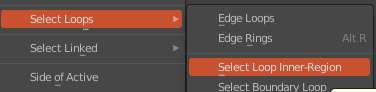 Select Loops
Select Linked
Side of Active
Edge Loops
Edge Rings Alt R
Select Loop Inner-Region
Select Boundary Loop